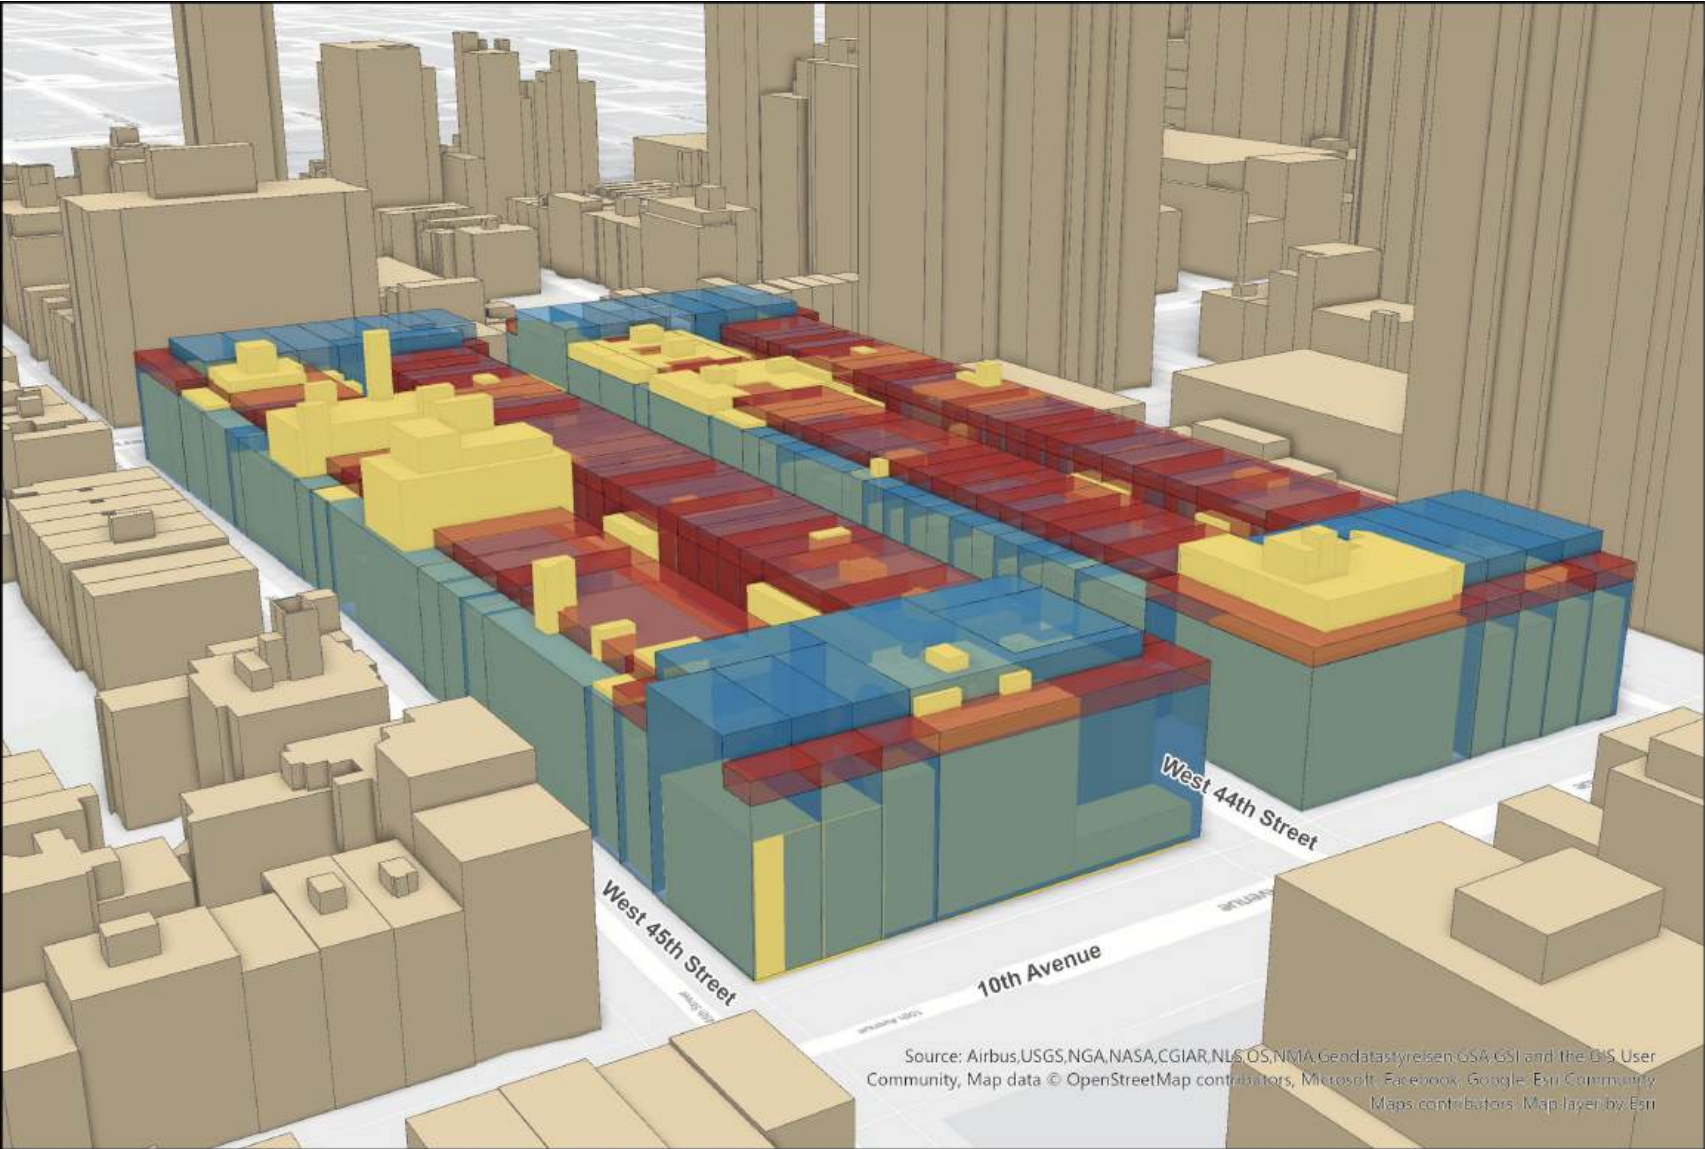 West 44th Street
West 45th Street
10th Avenue
10th Avenue
Source: Airbus,USGS,NGA,NASA,CGIAR,NLS,OS,NMA,Geodatastyrelsen,GSA,GSI and the GIS User
Community, Map data © OpenStreetMap contributors, Microsoft, Facebook, Google, Esri Community
Maps contributors, Map layer by Esri